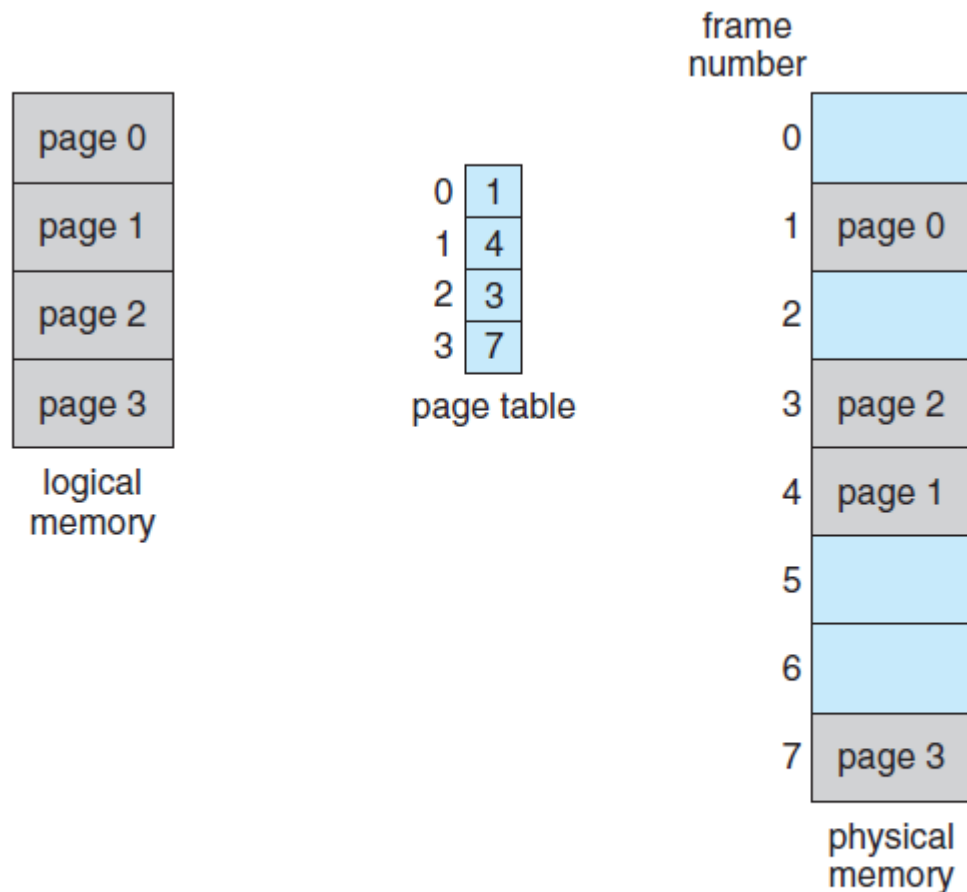 page 0
page 1
page 2
page 3
logical
memory
0 1
1 4
2 3
3 7
page table
frame
number
0
1 page 0
2
3 page 2
4 page 1
5
6
7 page 3
physical
memory